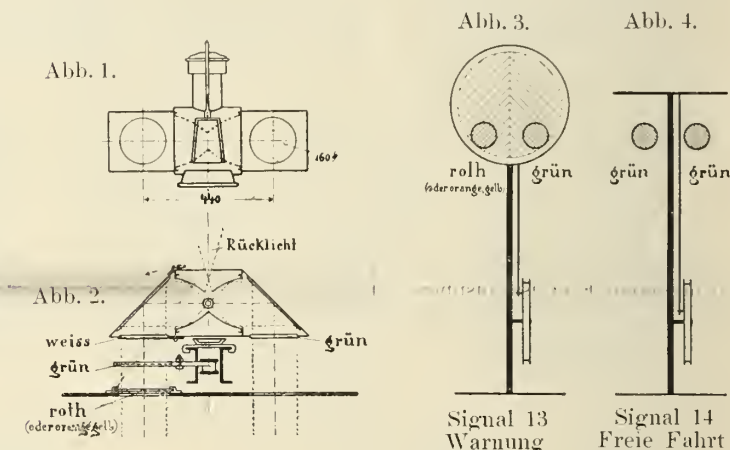 Abb. 1.
160
440
Rücklicht
Abb. 2.
weiss
grün
grün
roth
(oder orange gelb)
Abb. 3.
roth
(oder orange, gelb)
grün
Signal 13
Warnung
Abb. 4.
grün
grün
Signal 14
Freie Fahrt